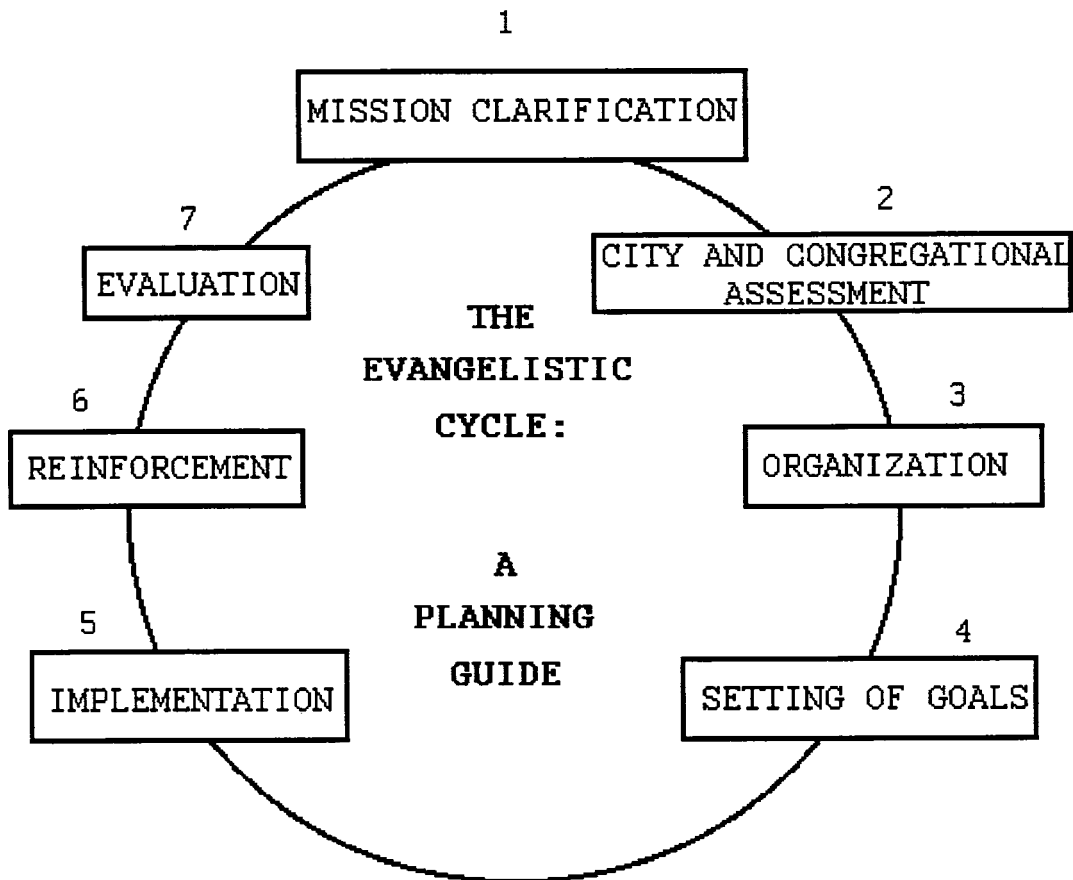 1
MISSION CLARIFICATION
2
CITY AND CONGREGATIONAL
ASSESSMENT
3
ORGANIZATION
4
SETTING OF GOALS
5
IMPLEMENTATION
6
REINFORCEMENT
7
EVALUATION
THE
EVANGELISTIC
CYCLE:
A
PLANNING
GUIDE